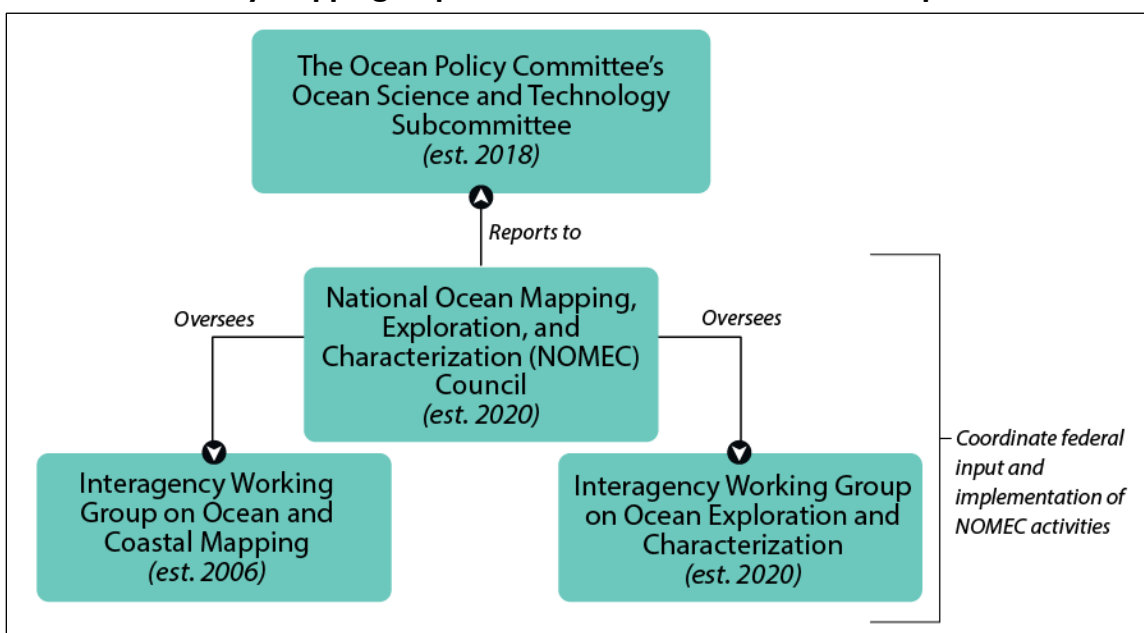 The Ocean Policy Committee's
Ocean Science and Technology
Subcommittee
(est. 2018)
Reports to
National Ocean Mapping,
Exploration, and
Characterization (NOMEC)
Council
(est. 2020)
Oversees
Oversees
Interagency Working
Group on Ocean and
Coastal Mapping
(est. 2006)
Interagency Working Group
on Ocean Exploration and
Characterization
(est. 2020)
Coordinate federal
input and
implementation of
NOMEC activities